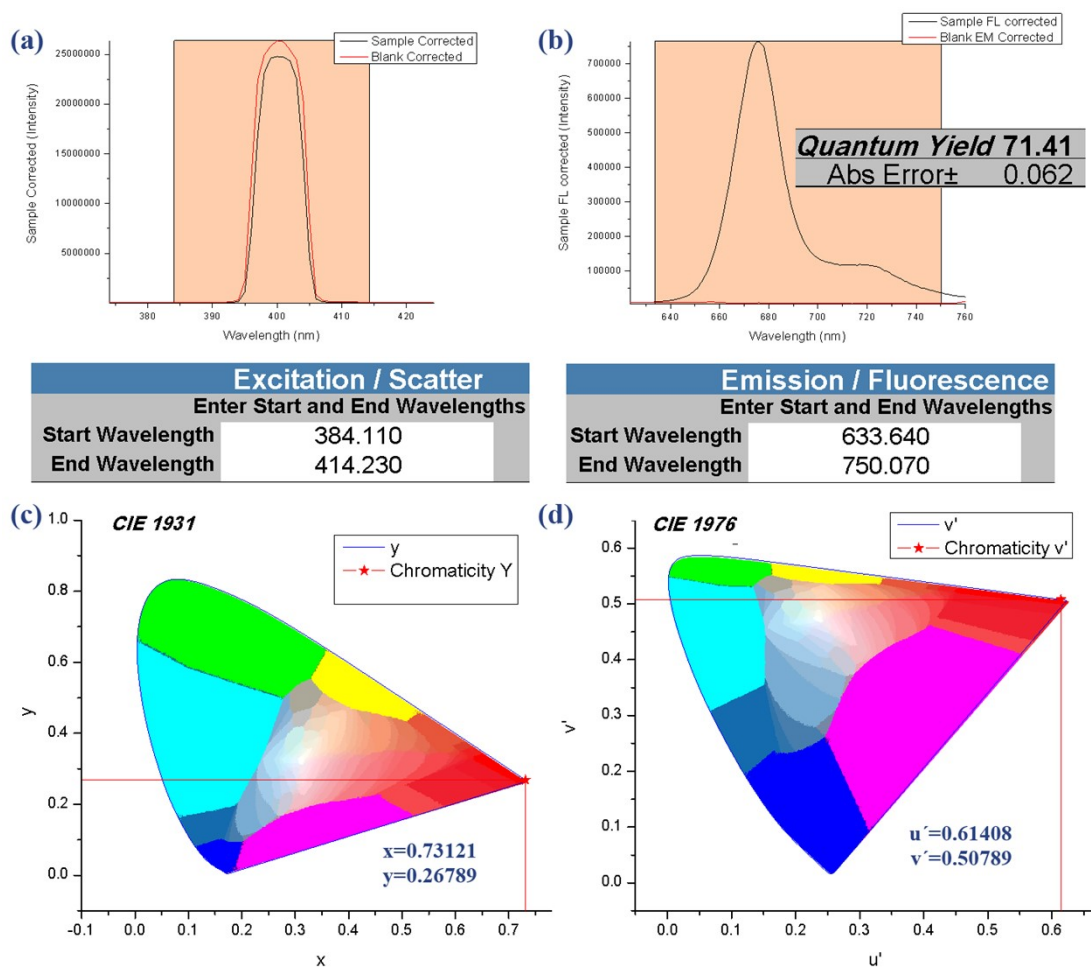 (a)
Sample Corrected
Blank Corrected
Sample Corrected (Intensity)
25000000
20000000
15000000
10000000
5000000
380
390
400
410
420
Wavelength (nm)
(b)
Sample FL corrected
Blank EM Corrected
Sample FL corrected (Intensity)
700000
600000
500000
400000
300000
200000
100000
640
660
680
700
720
740
760
Wavelength (nm)
Quantum Yield 71.41
Abs Error± 0.062
Excitation / Scatter
Enter Start and End Wavelengths
Start Wavelength 384.110
End Wavelength 414.230
Emission / Fluorescence
Enter Start and End Wavelengths
Start Wavelength 633.640
End Wavelength 750.070
(c)
CIE 1931
y
Chromaticity Y
y
1.0
0.8
0.6
0.4
0.2
0.0
x=0.73121
y=0.26789
-0.1
0.0
0.1
0.2
0.3
0.4
0.5
0.6
0.7
x
(d)
CIE 1976
v'
Chromaticity v'
v'
0.6
0.5
0.4
0.3
0.2
0.1
0.0
u´=0.61408
v´=0.50789
0.0
0.1
0.2
0.3
0.4
0.5
0.6
u'